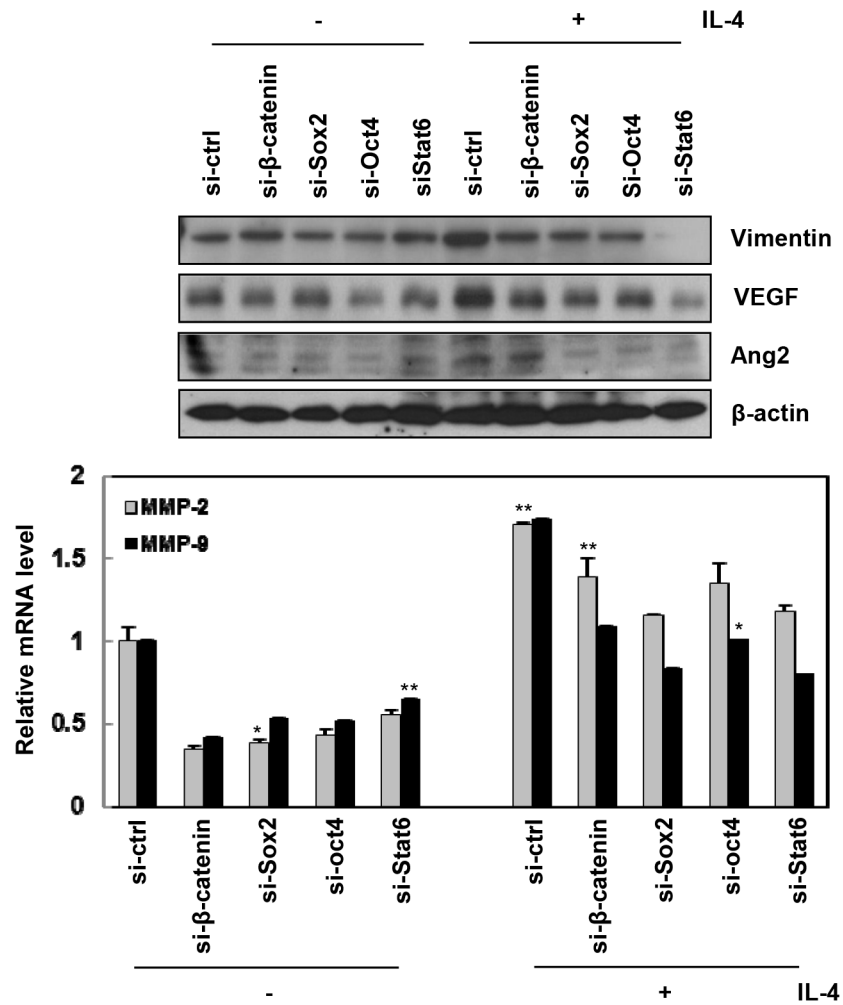 - + IL-4
si-ctrl si-β-catenin si-Sox2 si-Oct4 siStat6 si-ctrl si-β-catenin si-Sox2 Si-Oct4 si-Stat6
Vimentin
VEGF
Ang2
β-actin
Relative mRNA level
2
1.5
1
0.5
0
MMP-2
MMP-9
** ** * ** *
si-ctrl si-β-catenin si-Sox2 si-oct4 si-Stat6 si-ctrl si-β-catenin si-Sox2 si-oct4 si-Stat6
- + IL-4